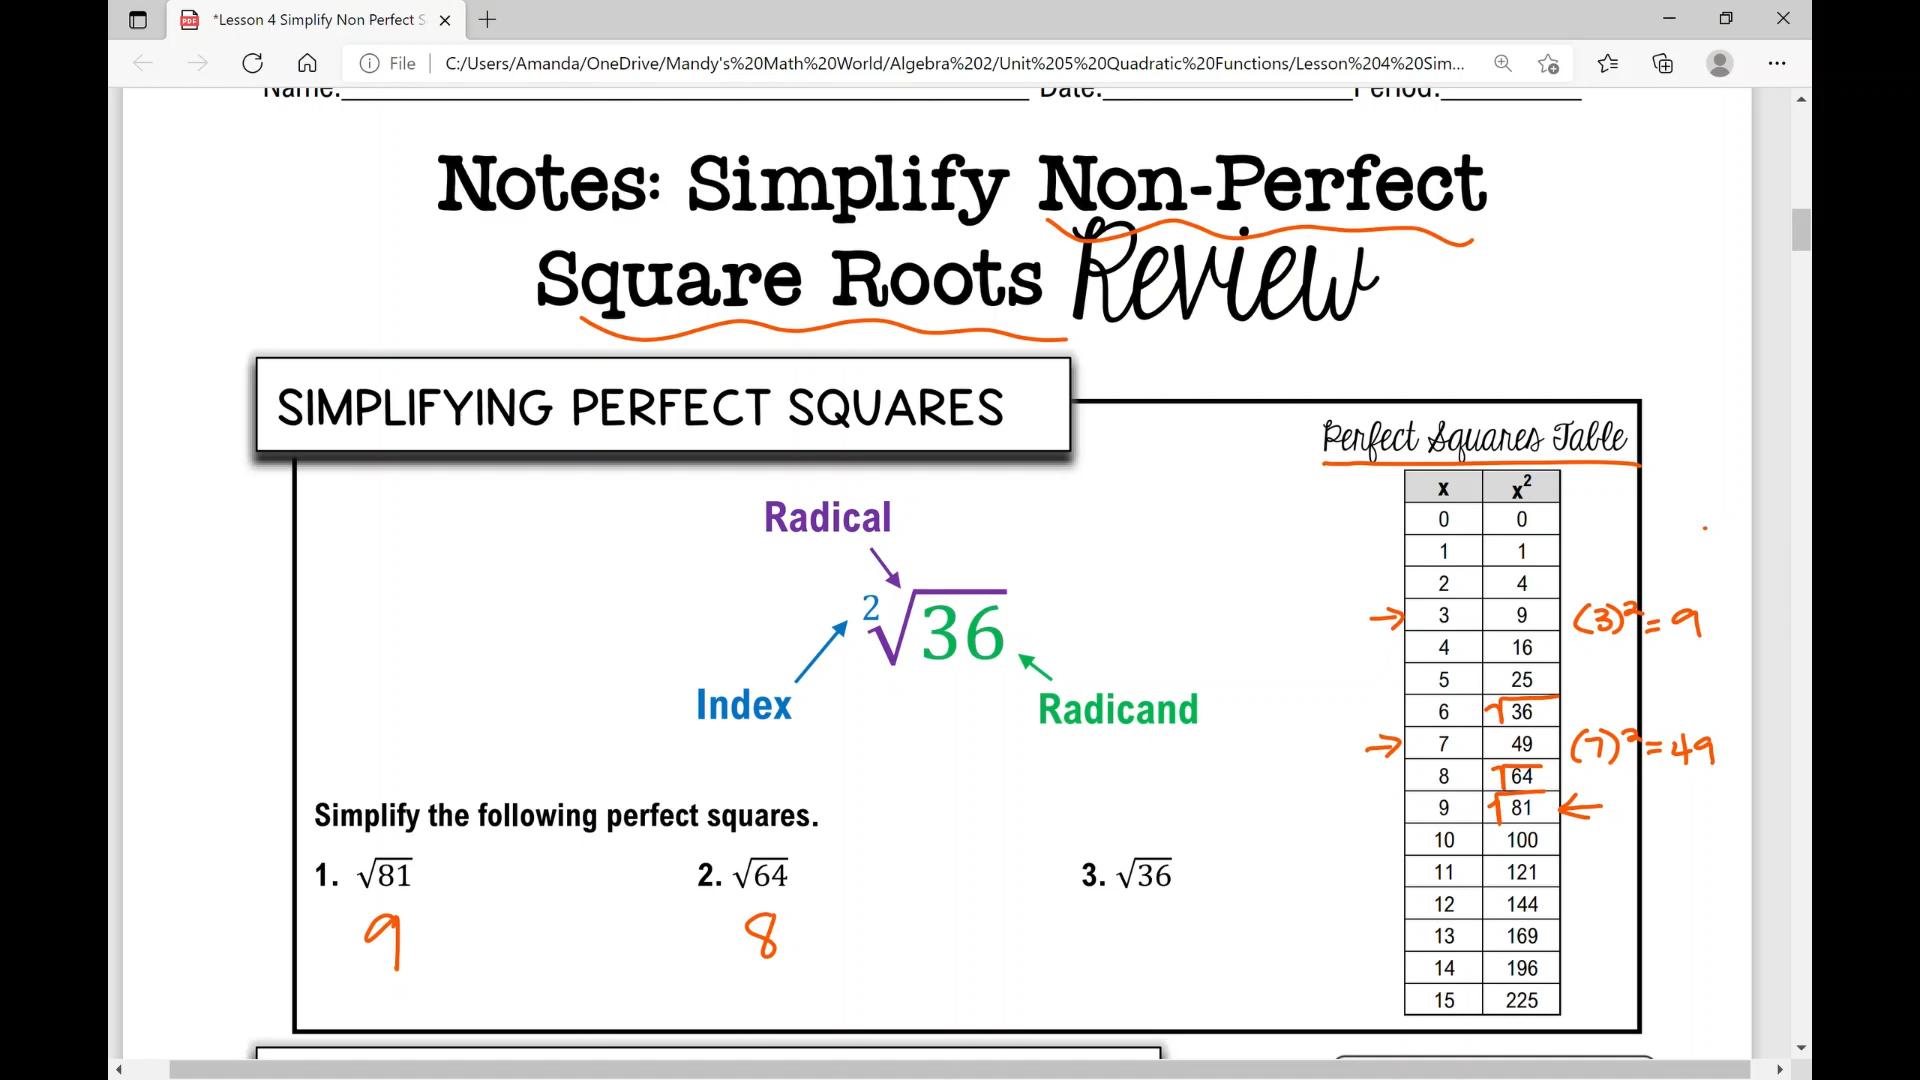 *Lesson 4 Simplify Non Perfect S
File C:/Users/Amanda/OneDrive/Mandy's%20Math%20World/Algebra%202/Unit%205%20Quadratic%20Functions/Lesson%204%20Sim...
Name: Date: Period:
Notes: Simplify Non-Perfect
Square Roots Review
SIMPLIFYING PERFECT SQUARES
Radical
2√36
Index
Radicand
Simplify the following perfect squares.
1. √81 2. √64 3. √36
9 8
Perfect Squares Table
x x²
0 0
1 1
2 4
→ 3 9 (3)² = 9
4 16
5 25
6 √36
→ 7 49 (7)² = 49
8 √64
9 √81 ←
10 100
11 121
12 144
13 169
14 196
15 225